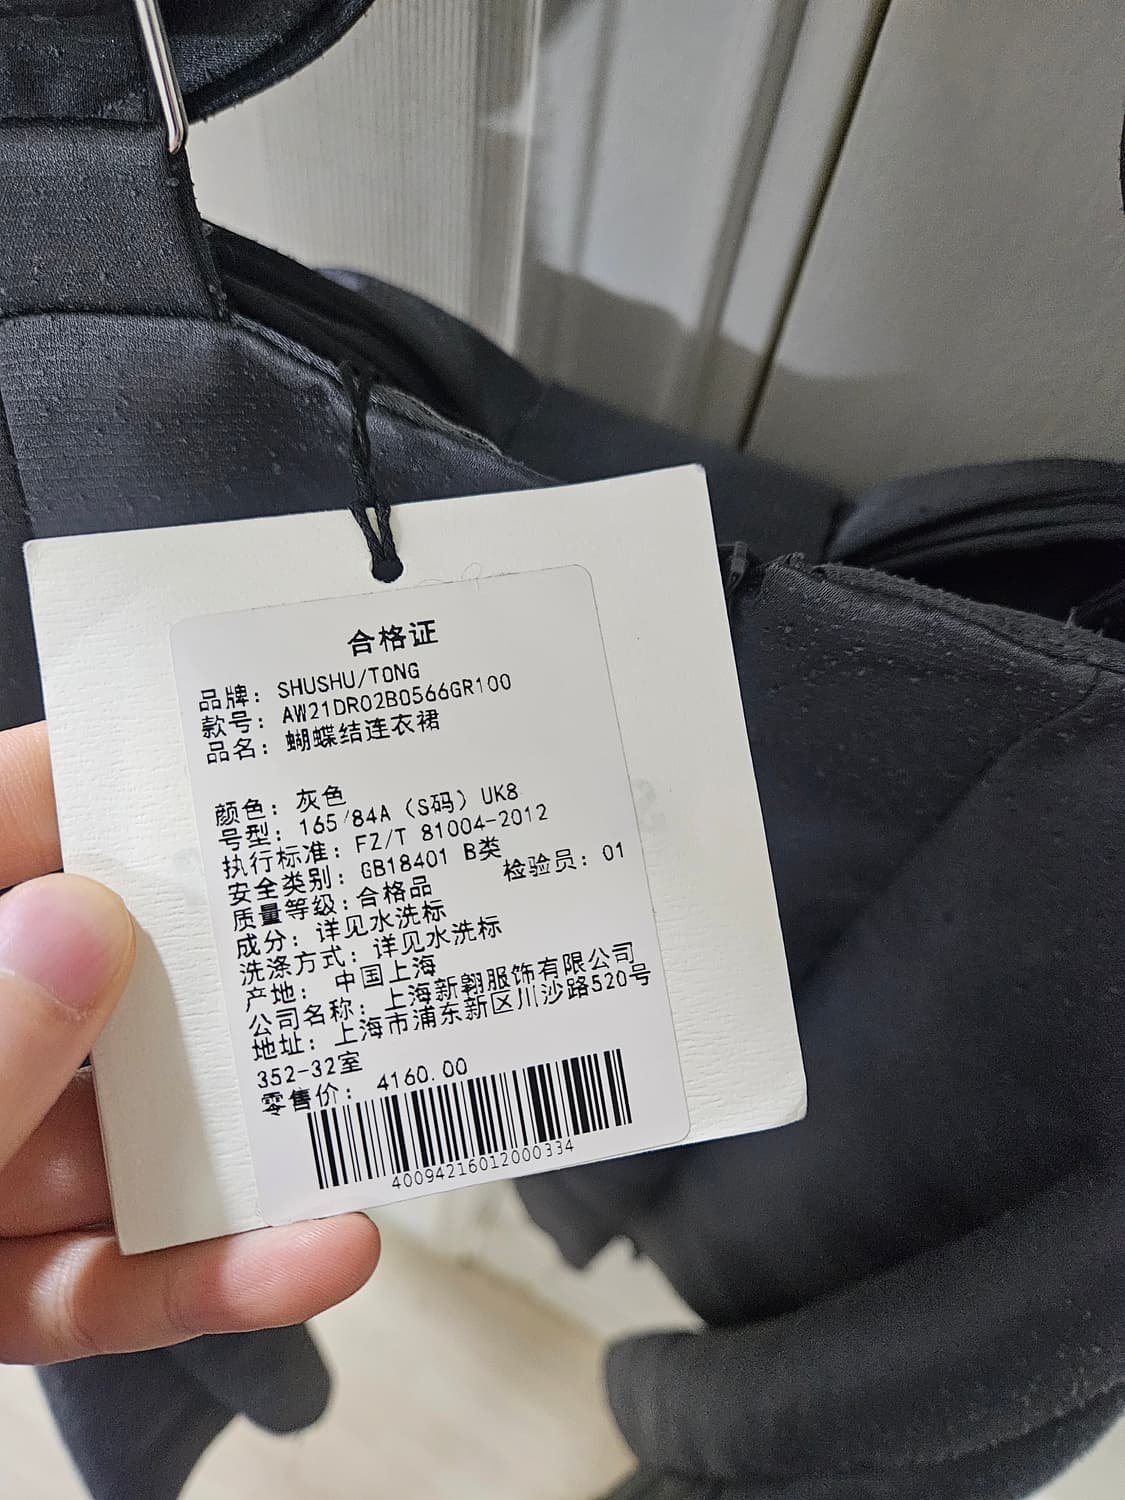 合格证
品牌：SHUSHU/TONG
款号：AW21DR02B0566GR100
品名：蝴蝶结连衣裙
颜色：灰色
号型：165/84A（S码）UK8
执行标准：FZ/T 81004-2012
安全类别：GB18401 B类
质量等级：合格品 检验员：01
成分：详见水洗标
洗涤方式：详见水洗标
产地：中国上海
公司名称：上海新翱服饰有限公司
地址：上海市浦东新区川沙路520号
352-32室
零售价：4160.00
40094216012000334